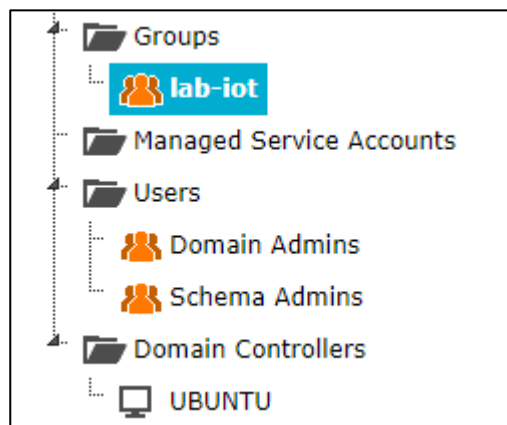 Groups
lab-iot
Managed Service Accounts
Users
Domain Admins
Schema Admins
Domain Controllers
UBUNTU